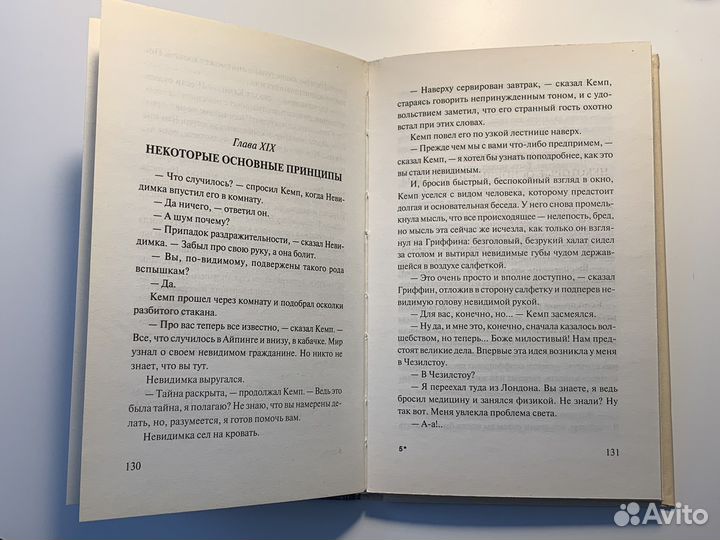 Глава XIX
НЕКОТОРЫЕ ОСНОВНЫЕ ПРИНЦИПЫ
— Что случилось? — спросил Кемп, когда Неви-
димка впустил его в комнату.
— Да ничего, — ответил он.
— А шум почему?
— Припадок раздражительности, — сказал Неви-
димка. — Забыл про свою руку, а она болит.
— Вы, по-видимому, подвержены такого рода
вспышкам?
— Да.
Кемп прошел через комнату и подобрал осколки
разбитого стакана.
— Про вас теперь все известно, — сказал Кемп. —
Все, что случилось в Айпинге и внизу, в кабачке. Мир
узнал о своем невидимом гражданине. Но никто не
знает, что вы тут.
Невидимка выругался.
— Тайна раскрыта, — продолжал Кемп. — Ведь это
была тайна, я полагаю? Не знаю, что вы намерены де-
лать, но, разумеется, я готов помочь вам.
Невидимка сел на кровать.
130
— Наверху сервирован завтрак, — сказал Кемп,
стараясь говорить непринужденным тоном, и с удо-
вольствием заметил, что его странный гость охотно
встал при этих словах.
Кемп повел его по узкой лестнице наверх.
— Прежде чем мы с вами что-либо предпримем, —
сказал Кемп, — я хотел бы узнать поподробнее, как это
вы стали невидимым.
И, бросив быстрый, беспокойный взгляд в окно,
Кемп уселся с видом человека, которому предстоит
долгая и основательная беседа. У него снова промель-
кнула мысль, что все происходящее — нелепость, бред,
но мысль эта сейчас же исчезла, как только он взгля-
нул на Гриффина: безголовый, безрукий халат сидел
за столом и вытирал невидимые губы чудом державшей-
ся в воздухе салфеткой.
— Это очень просто и вполне доступно, — сказал
Гриффин, отложив в сторону салфетку и подперев не-
видимую голову невидимой рукой.
— Для вас, конечно, но... — Кемп засмеялся.
— Ну да, и мне это, конечно, сначала казалось вол-
шебством, но теперь... Боже милостивый! Нам пред-
стоят великие дела. Впервые эта идея возникла у меня
в Чезилстоу.
— В Чезилстоу?
— Я переехал туда из Лондона. Вы знаете, я ведь
бросил медицину и занялся физикой. Не знали? Ну
так вот. Меня увлекла проблема света.
— А-а!..
5*
131
Avito